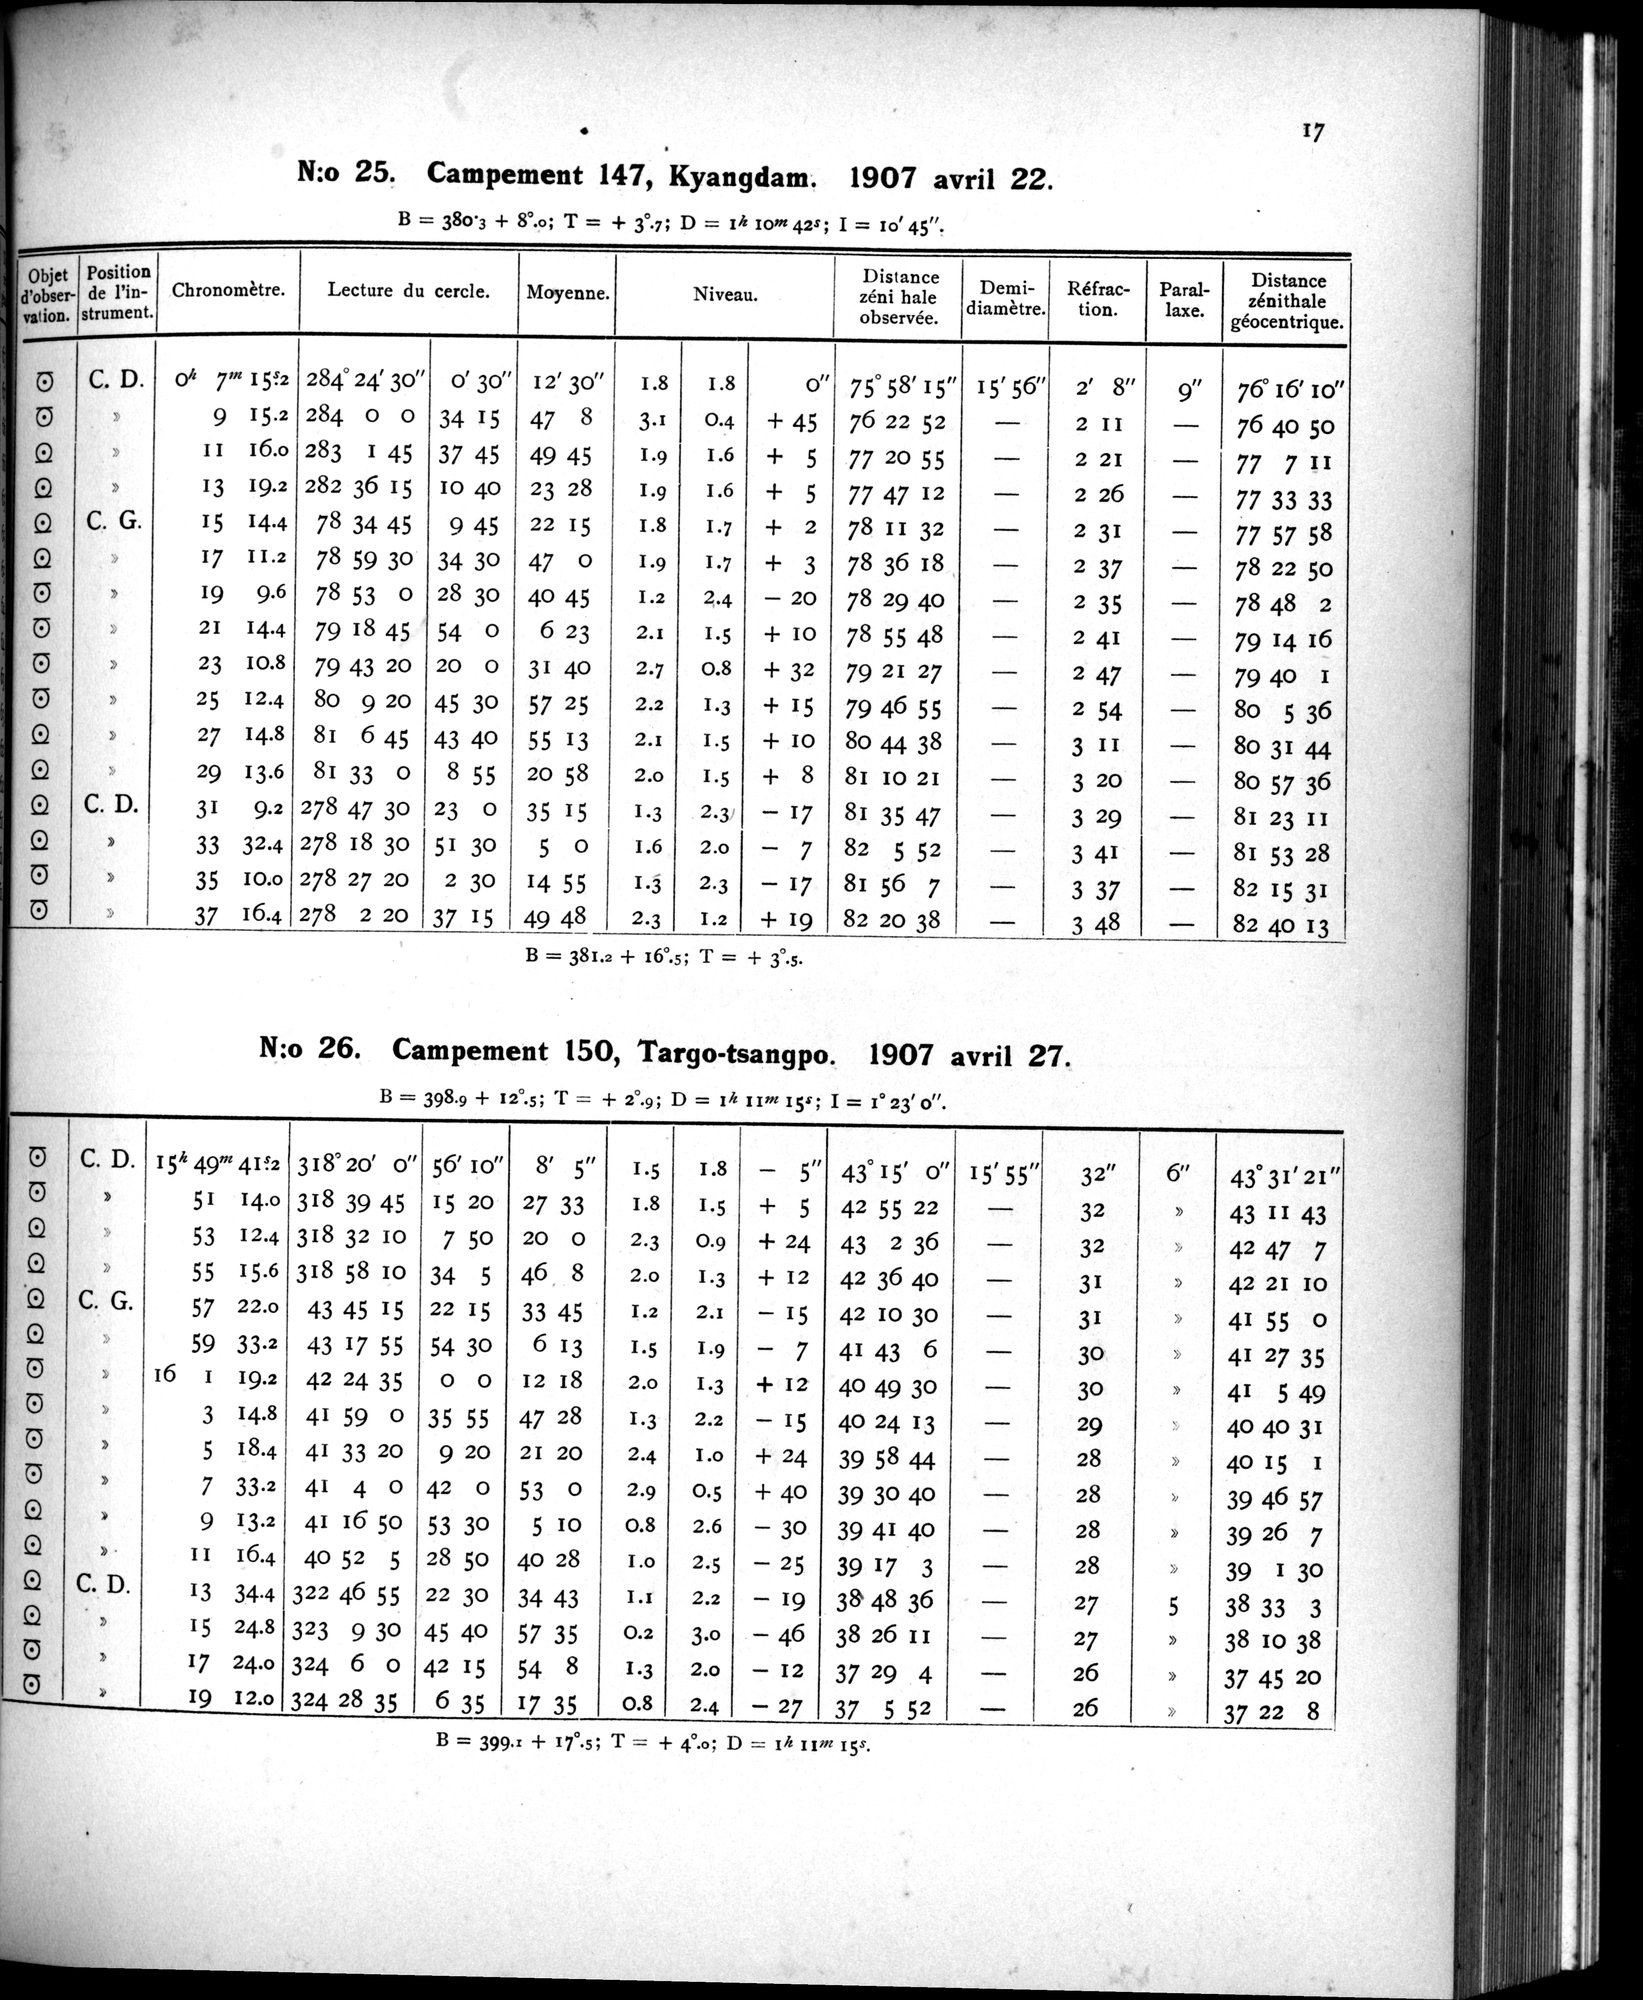 17
N:o 25. Campement 147, Kyangdam. 1907 avril 22.
B = 380.3 + 8°.0; T = + 3°.7; D = 1h 10m 42s; I = 10′ 45″.
Objet d'observation. Position de l'instrument. Chronomètre. Lecture du cercle. Moyenne. Niveau. Distance zéni hale observée. Demi-diamètre. Réfraction. Parallaxe. Distance zénithale géocentrique.
C. D. 0h 7m 15s.2 284° 24′ 30″ 0′ 30″ 12′ 30″ 1.8 1.8 0″ 75° 58′ 15″ 15′ 56″ 2′ 8″ 9″ 76° 16′ 10″
» 9 15.2 284 0 0 34 15 47 8 3.1 0.4 + 45 76 22 52 — 2 11 — 76 40 50
» 11 16.0 283 1 45 37 45 49 45 1.9 1.6 + 5 77 20 55 — 2 21 — 77 7 11
» 13 19.2 282 36 15 10 40 23 28 1.9 1.6 + 5 77 47 12 — 2 26 — 77 33 33
C. G. 15 14.4 78 34 45 9 45 22 15 1.8 1.7 + 2 78 11 32 — 2 31 — 77 57 58
» 17 11.2 78 59 30 34 30 47 0 1.9 1.7 + 3 78 36 18 — 2 37 — 78 22 50
» 19 9.6 78 53 0 28 30 40 45 1.2 2.4 — 20 78 29 40 — 2 35 — 78 48 2
» 21 14.4 79 18 45 54 0 6 23 2.1 1.5 + 10 78 55 48 — 2 41 — 79 14 16
» 23 10.8 79 43 20 20 0 31 40 2.7 0.8 + 32 79 21 27 — 2 47 — 79 40 1
» 25 12.4 80 9 20 45 30 57 25 2.2 1.3 + 15 79 46 55 — 2 54 — 80 5 36
» 27 14.8 81 6 45 43 40 55 13 2.1 1.5 + 10 80 44 38 — 3 11 — 80 31 44
» 29 13.6 81 33 0 8 55 20 58 2.0 1.5 + 8 81 10 21 — 3 20 — 80 57 36
C. D. 31 9.2 278 47 30 23 0 35 15 1.3 2.3 — 17 81 35 47 — 3 29 — 81 23 11
» 33 32.4 278 18 30 51 30 5 0 1.6 2.0 — 7 82 5 52 — 3 41 — 81 53 28
» 35 10.0 278 27 20 2 30 14 55 1.3 2.3 — 17 81 56 7 — 3 37 — 82 15 31
» 37 16.4 278 2 20 37 15 49 48 2.3 1.2 + 19 82 20 38 — 3 48 — 82 40 13
B = 381.2 + 16°.5; T = + 3°.5.
N:o 26. Campement 150, Targo-tsangpo. 1907 avril 27.
B = 398.9 + 12°.5; T = + 2°.9; D = 1h 11m 15s; I = 1° 23′ 0″.
C. D. 15h 49m 41s.2 318° 20′ 0″ 56′ 10″ 8′ 5″ 1.5 1.8 — 5″ 43° 15′ 0″ 15′ 55″ 32″ 6″ 43° 31′ 21″
» 51 14.0 318 39 45 15 20 27 33 1.8 1.5 + 5 42 55 22 — 32 » 43 11 43
» 53 12.4 318 32 10 7 50 20 0 2.3 0.9 + 24 43 2 36 — 32 » 42 47 7
» 55 15.6 318 58 10 34 5 46 8 2.0 1.3 + 12 42 36 40 — 31 » 42 21 10
C. G. 57 22.0 43 45 15 22 15 33 45 1.2 2.1 — 15 42 10 30 — 31 » 41 55 0
» 59 33.2 43 17 55 54 30 6 13 1.5 1.9 — 7 41 43 6 — 30 » 41 27 35
» 16 1 19.2 42 24 35 0 0 12 18 2.0 1.3 + 12 40 49 30 — 30 » 41 5 49
» 3 14.8 41 59 0 35 55 47 28 1.3 2.2 — 15 40 24 13 — 29 » 40 40 31
» 5 18.4 41 33 20 9 20 21 20 2.4 1.0 + 24 39 58 44 — 28 » 40 15 1
» 7 33.2 41 4 0 42 0 53 0 2.9 0.5 + 40 39 30 40 — 28 » 39 46 57
» 9 13.2 41 16 50 53 30 5 10 0.8 2.6 — 30 39 41 40 — 28 » 39 26 7
» 11 16.4 40 52 5 28 50 40 28 1.0 2.5 — 25 39 17 3 — 28 » 39 1 30
C. D. 13 34.4 322 46 55 22 30 34 43 1.1 2.2 — 19 38 48 36 — 27 5 38 33 3
» 15 24.8 323 9 30 45 40 57 35 0.2 3.0 — 46 38 26 11 — 27 » 38 10 38
» 17 24.0 324 6 0 42 15 54 8 1.3 2.0 — 12 37 29 4 — 26 » 37 45 20
» 19 12.0 324 28 35 6 35 17 35 0.8 2.4 — 27 37 5 52 — 26 » 37 22 8
B = 399.1 + 17°.5; T = + 4°.0; D = 1h 11m 15s.